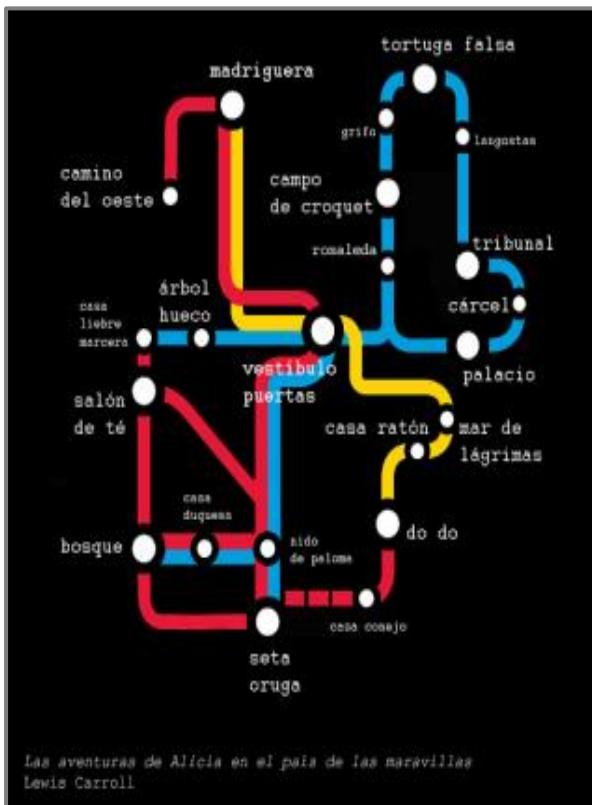 tortuga falsa
madriguera
grifo
langostas
camino
del oeste
campo
de croquet
romaleda
tribunal
árbol
hueco
casa
liebre
marcera
cárcel
vestíbulo
puertas
palacio
salón
de té
casa ratón
mar de
lágrimas
casa
duquesa
bosque
nido
de paloma
do do
casa conejo
seta
oruga
Las aventuras de Alicia en el país de las maravillas
Lewis Carroll